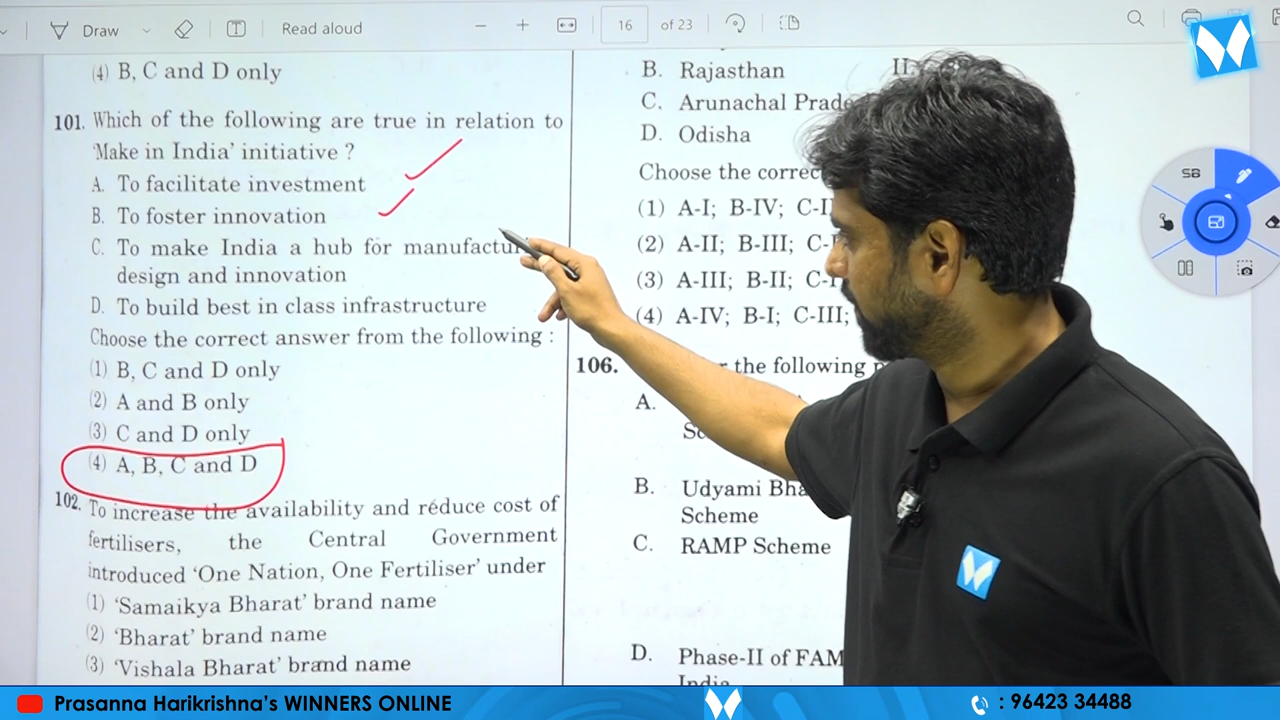 Draw
Read aloud
16 of 23
(4) B, C and D only
101. Which of the following are true in relation to
'Make in India' initiative ?
A. To facilitate investment
B. To foster innovation
C. To make India a hub for
design and innovation
D. To build best in class infrastructure
Choose the correct answer from the following :
(1) B, C and D only
(2) A and B only
(3) C and D only
(4) A, B, C and D
102. To increase the availability and reduce cost of
fertilisers, the Central Government
introduced 'One Nation, One Fertiliser' under
(1) 'Samaikya Bharat' brand name
(2) 'Bharat' brand name
(3) 'Vishala Bharat' brand name
B. Rajasthan
C. Arunachal
D. Odisha
Choose the
(1) A-I; B-IV;
(2) A-II; B-III;
(3) A-III; B-II;
(4) A-IV; B-I; C-III;
106. the following
A.
B. Udyami
Scheme
C. RAMP Scheme
D. Phase-II of
India
SB
W
W
Prasanna Harikrishna's WINNERS ONLINE
W
: 96423 34488